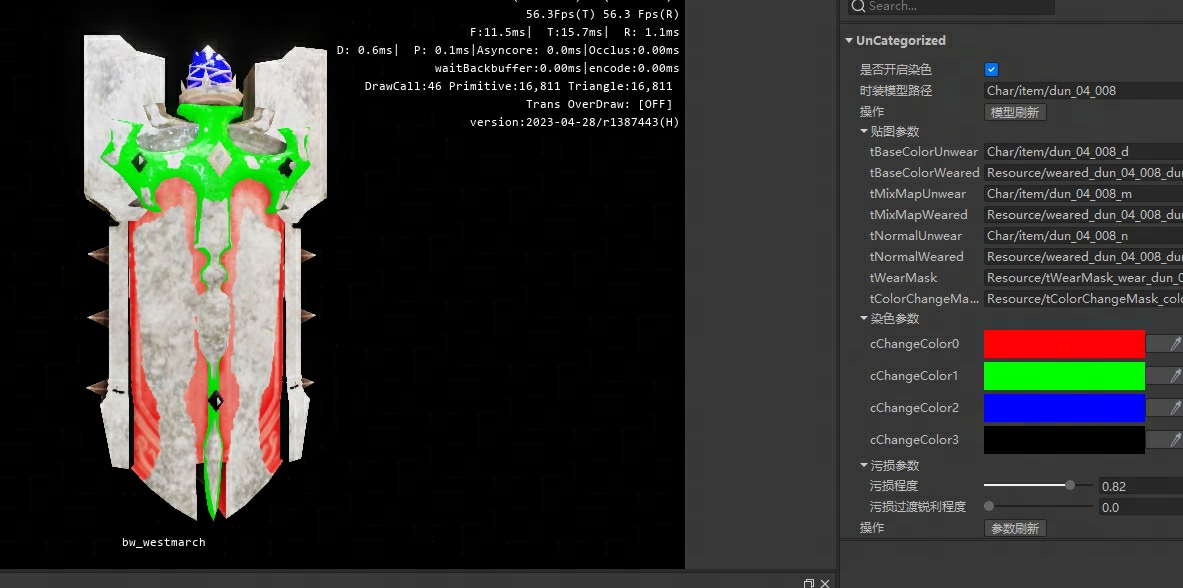 56.3Fps(T) 56.3 Fps(R)
F:11.5ms| T:15.7ms| R: 1.1ms
D: 0.6ms| P: 0.1ms|Asyncore: 0.0ms|Occlus:0.00ms
waitBackbuffer:0.00ms|encode:0.00ms
DrawCall:46 Primitive:16,811 Triangle:16,811
Trans OverDraw: [OFF]
version:2023-04-28/r1387443(H)
bw_westmarch
Search...
UnCategorized
是否开启染色
时装模型路径 Char/item/dun_04_008
操作 模型刷新
贴图参数
tBaseColorUnwear Char/item/dun_04_008_d
tBaseColorWeared Resource/weared_dun_04_008_du
tMixMapUnwear Char/item/dun_04_008_m
tMixMapWeared Resource/weared_dun_04_008_du
tNormalUnwear Char/item/dun_04_008_n
tNormalWeared Resource/weared_dun_04_008_du
tWearMask Resource/tWearMask_wear_dun_0
tColorChangeMa... Resource/tColorChangeMask_colo
染色参数
cChangeColor0
cChangeColor1
cChangeColor2
cChangeColor3
污损参数
污损程度 0.82
污损过渡锐利程度 0.0
操作 参数刷新